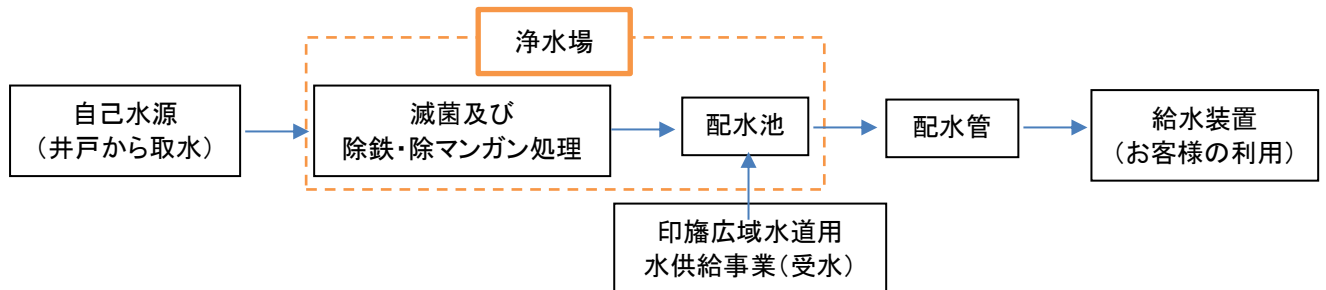 浄水場
自己水源
（井戸から取水）
滅菌及び
除鉄・除マンガン処理
配水池
配水管
給水装置
（お客様の利用）
印旛広域水道用
水供給事業（受水）